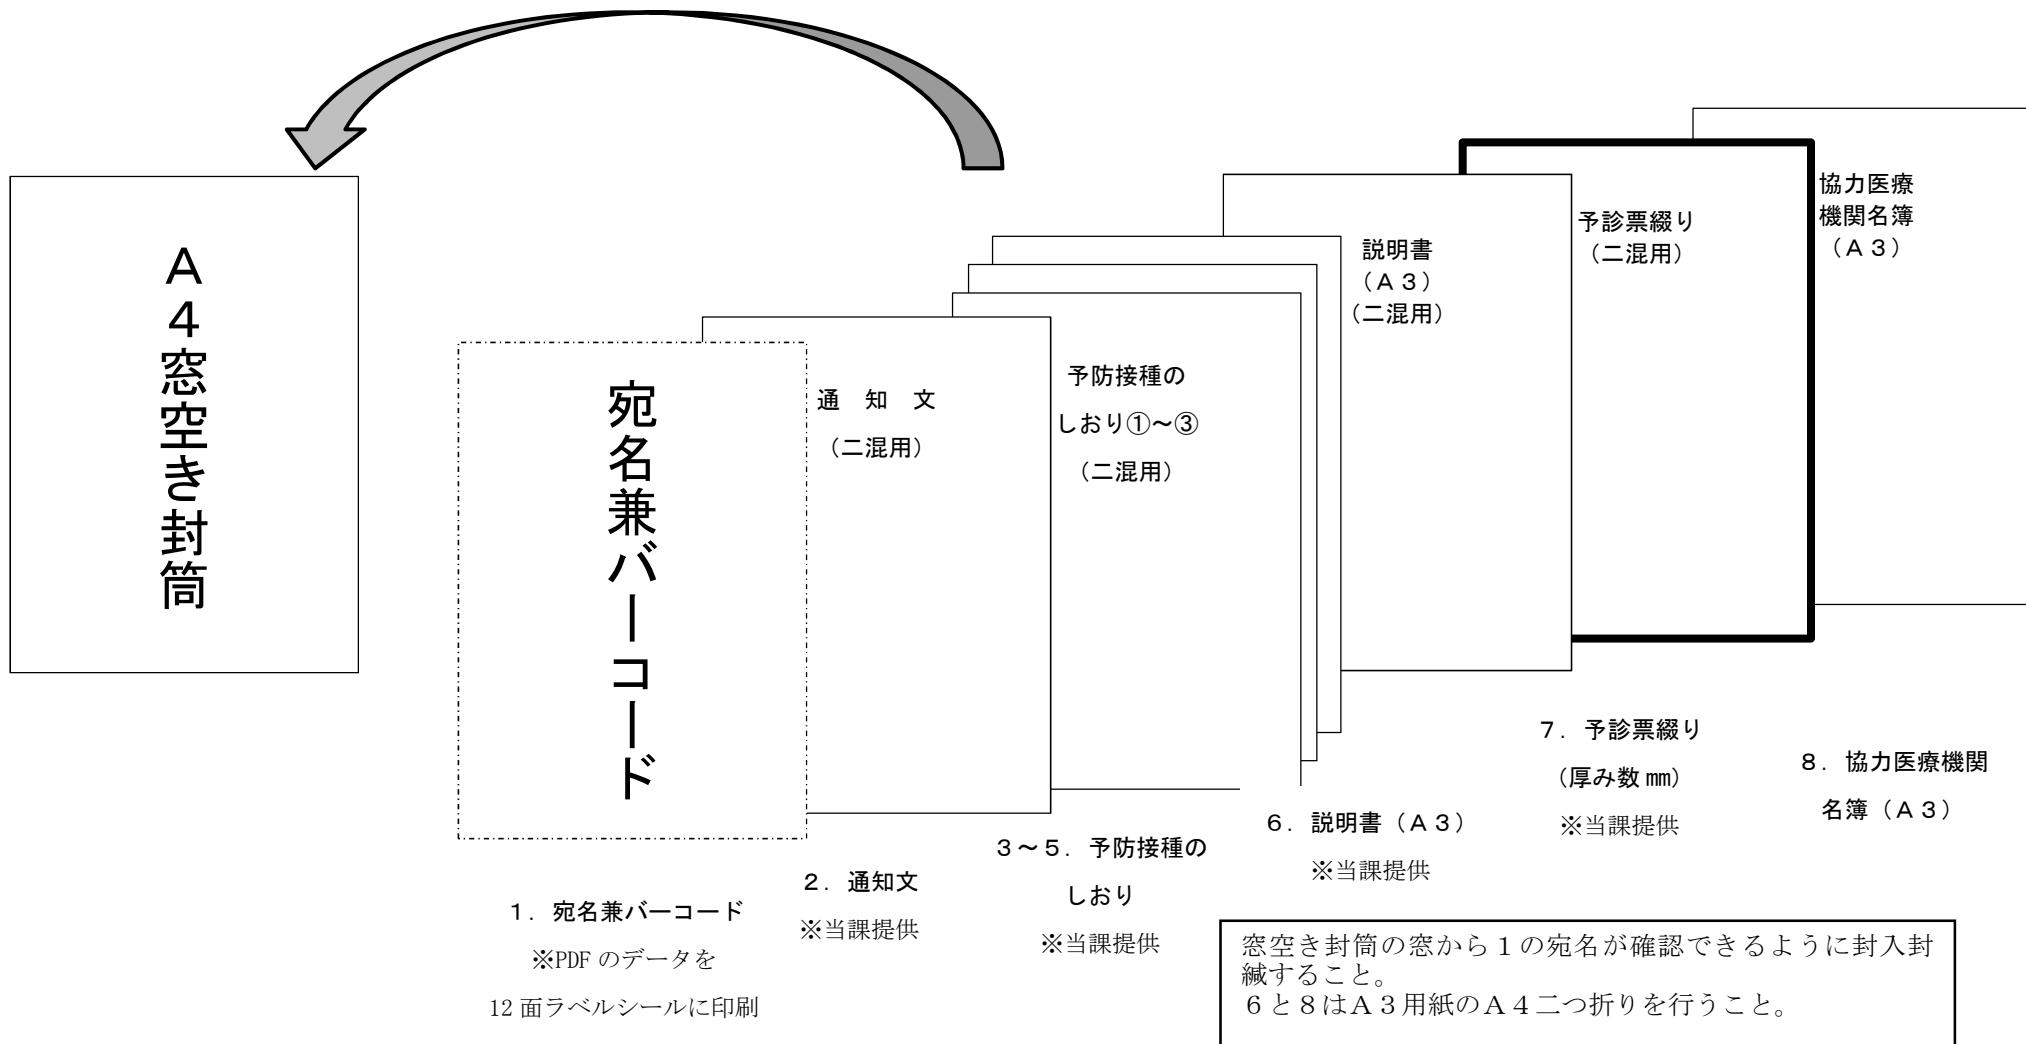 A4窓空き封筒
宛名兼バーコード
通　知　文
（二混用）
予防接種の
しおり①～③
（二混用）
説明書
（Ａ３）
（二混用）
予診票綴り
（二混用）
協力医療
機関名簿
（Ａ３）
１．宛名兼バーコード
※PDFのデータを
12面ラベルシールに印刷
２．通知文
※当課提供
３～５．予防接種の
しおり
※当課提供
６．説明書（Ａ３）
※当課提供
７．予診票綴り
（厚み数㎜）
※当課提供
８．協力医療機関
名簿（Ａ３）
窓空き封筒の窓から１の宛名が確認できるように封入封
緘すること。
６と８はＡ３用紙のＡ４二つ折りを行うこと。